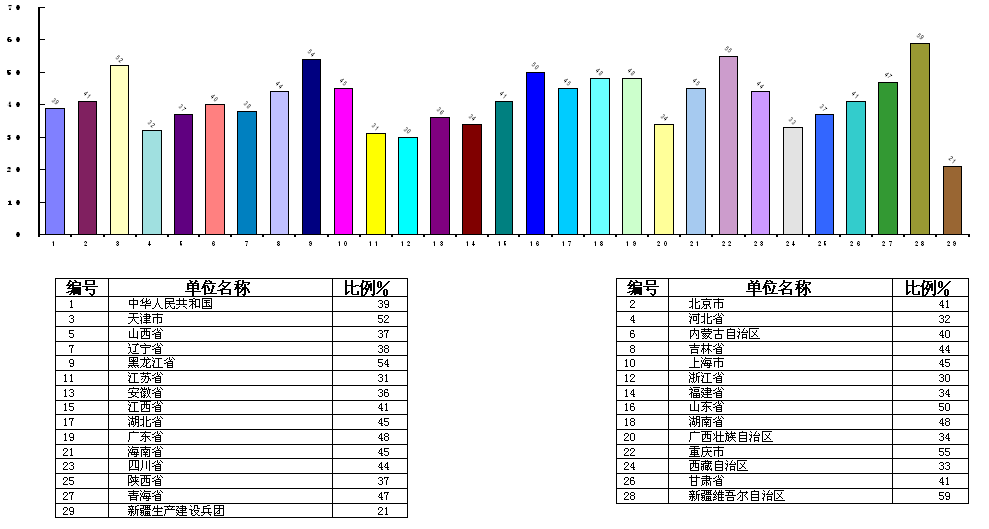 70
60
50
40
30
20
10
0
39 41 52 32 37 40 38 44 54 45 31 30 36 34 41 50 45 48 48 34 45 55 44 33 37 41 47 59 21
1 2 3 4 5 6 7 8 9 10 11 12 13 14 15 16 17 18 19 20 21 22 23 24 25 26 27 28 29
编号 单位名称 比例%
1 中华人民共和国 39
3 天津市 52
5 山西省 37
7 辽宁省 38
9 黑龙江省 54
11 江苏省 31
13 安徽省 36
15 江西省 41
17 湖北省 45
19 广东省 48
21 海南省 45
23 四川省 44
25 陕西省 37
27 青海省 47
29 新疆生产建设兵团 21
编号 单位名称 比例%
2 北京市 41
4 河北省 32
6 内蒙古自治区 40
8 吉林省 44
10 上海市 45
12 浙江省 30
14 福建省 34
16 山东省 50
18 湖南省 48
20 广西壮族自治区 34
22 重庆市 55
24 西藏自治区 33
26 甘肃省 41
28 新疆维吾尔自治区 59